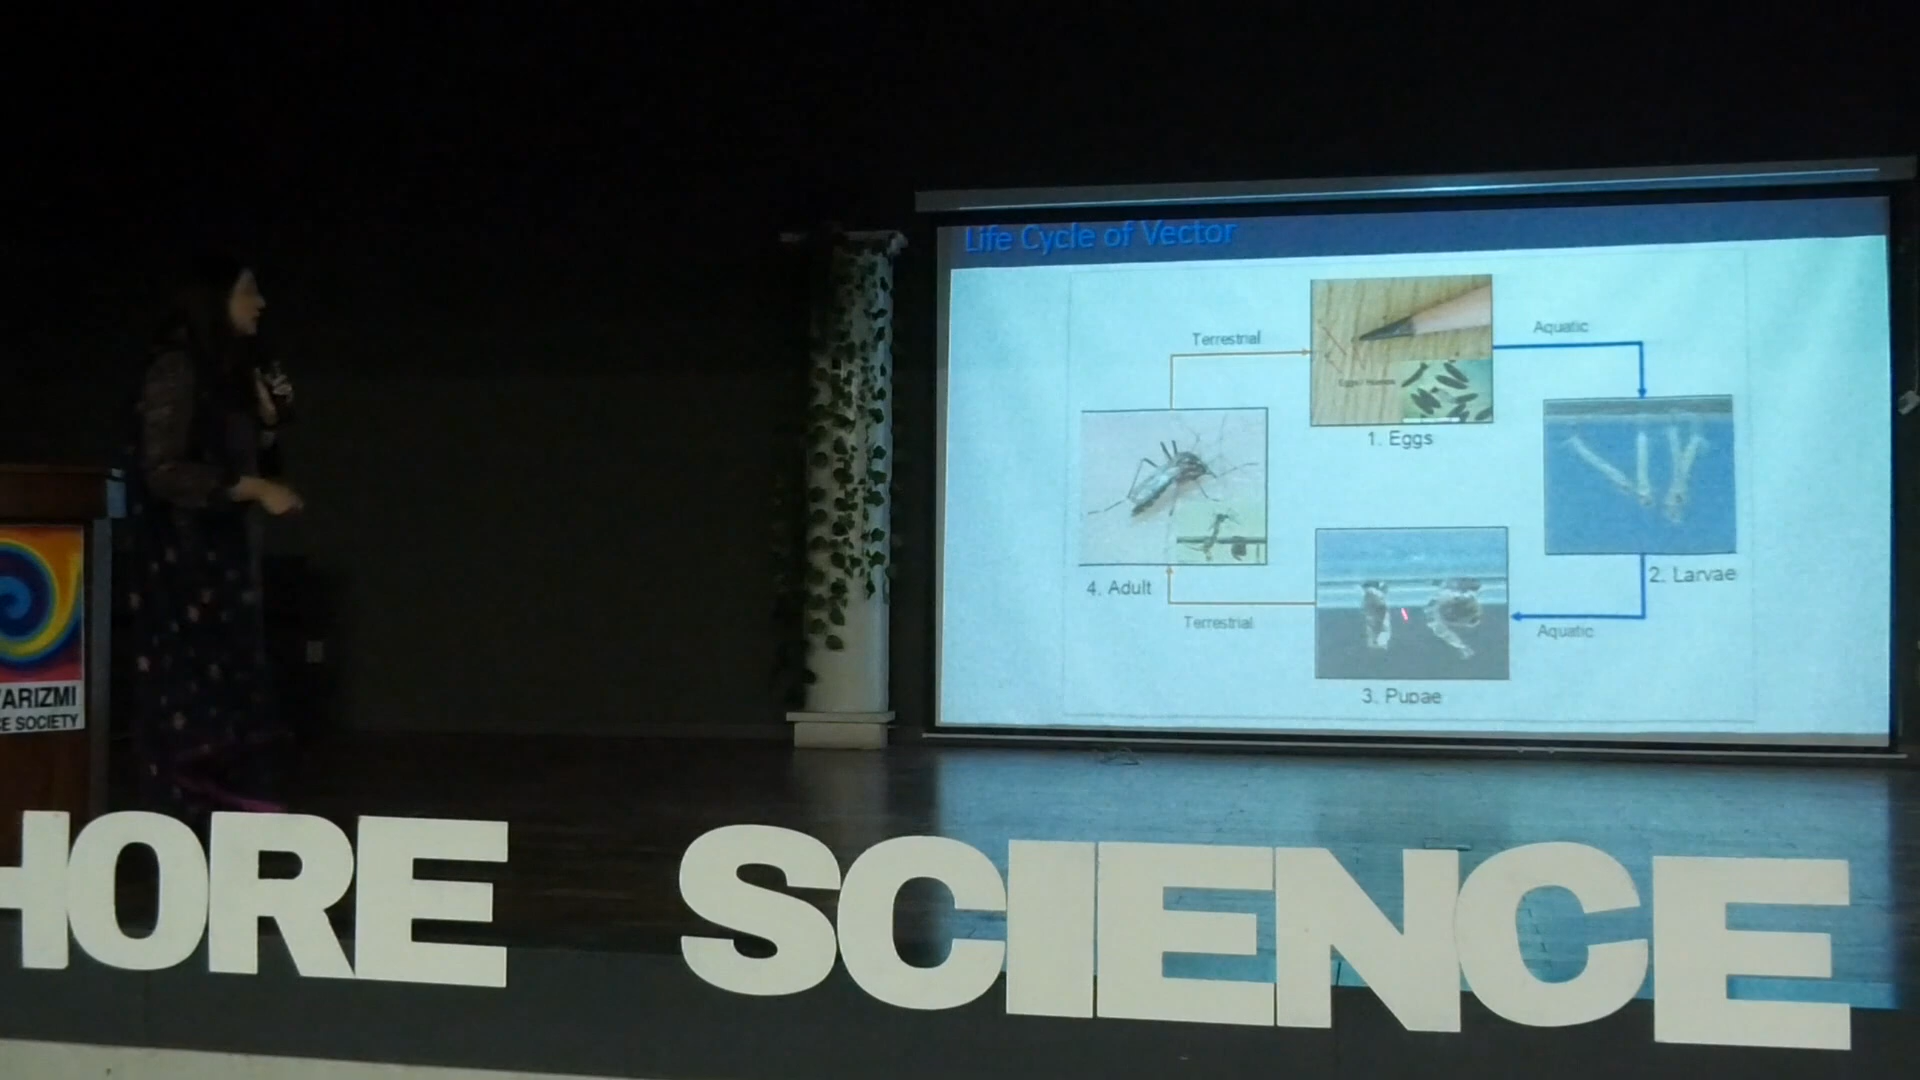 Life Cycle of Vector
Terrestrial
Aquatic
1. Eggs
2. Larvae
4. Adult
Terrestrial
Aquatic
3. Pupae
ARIZMI
E SOCIETY
HORE SCIENCE